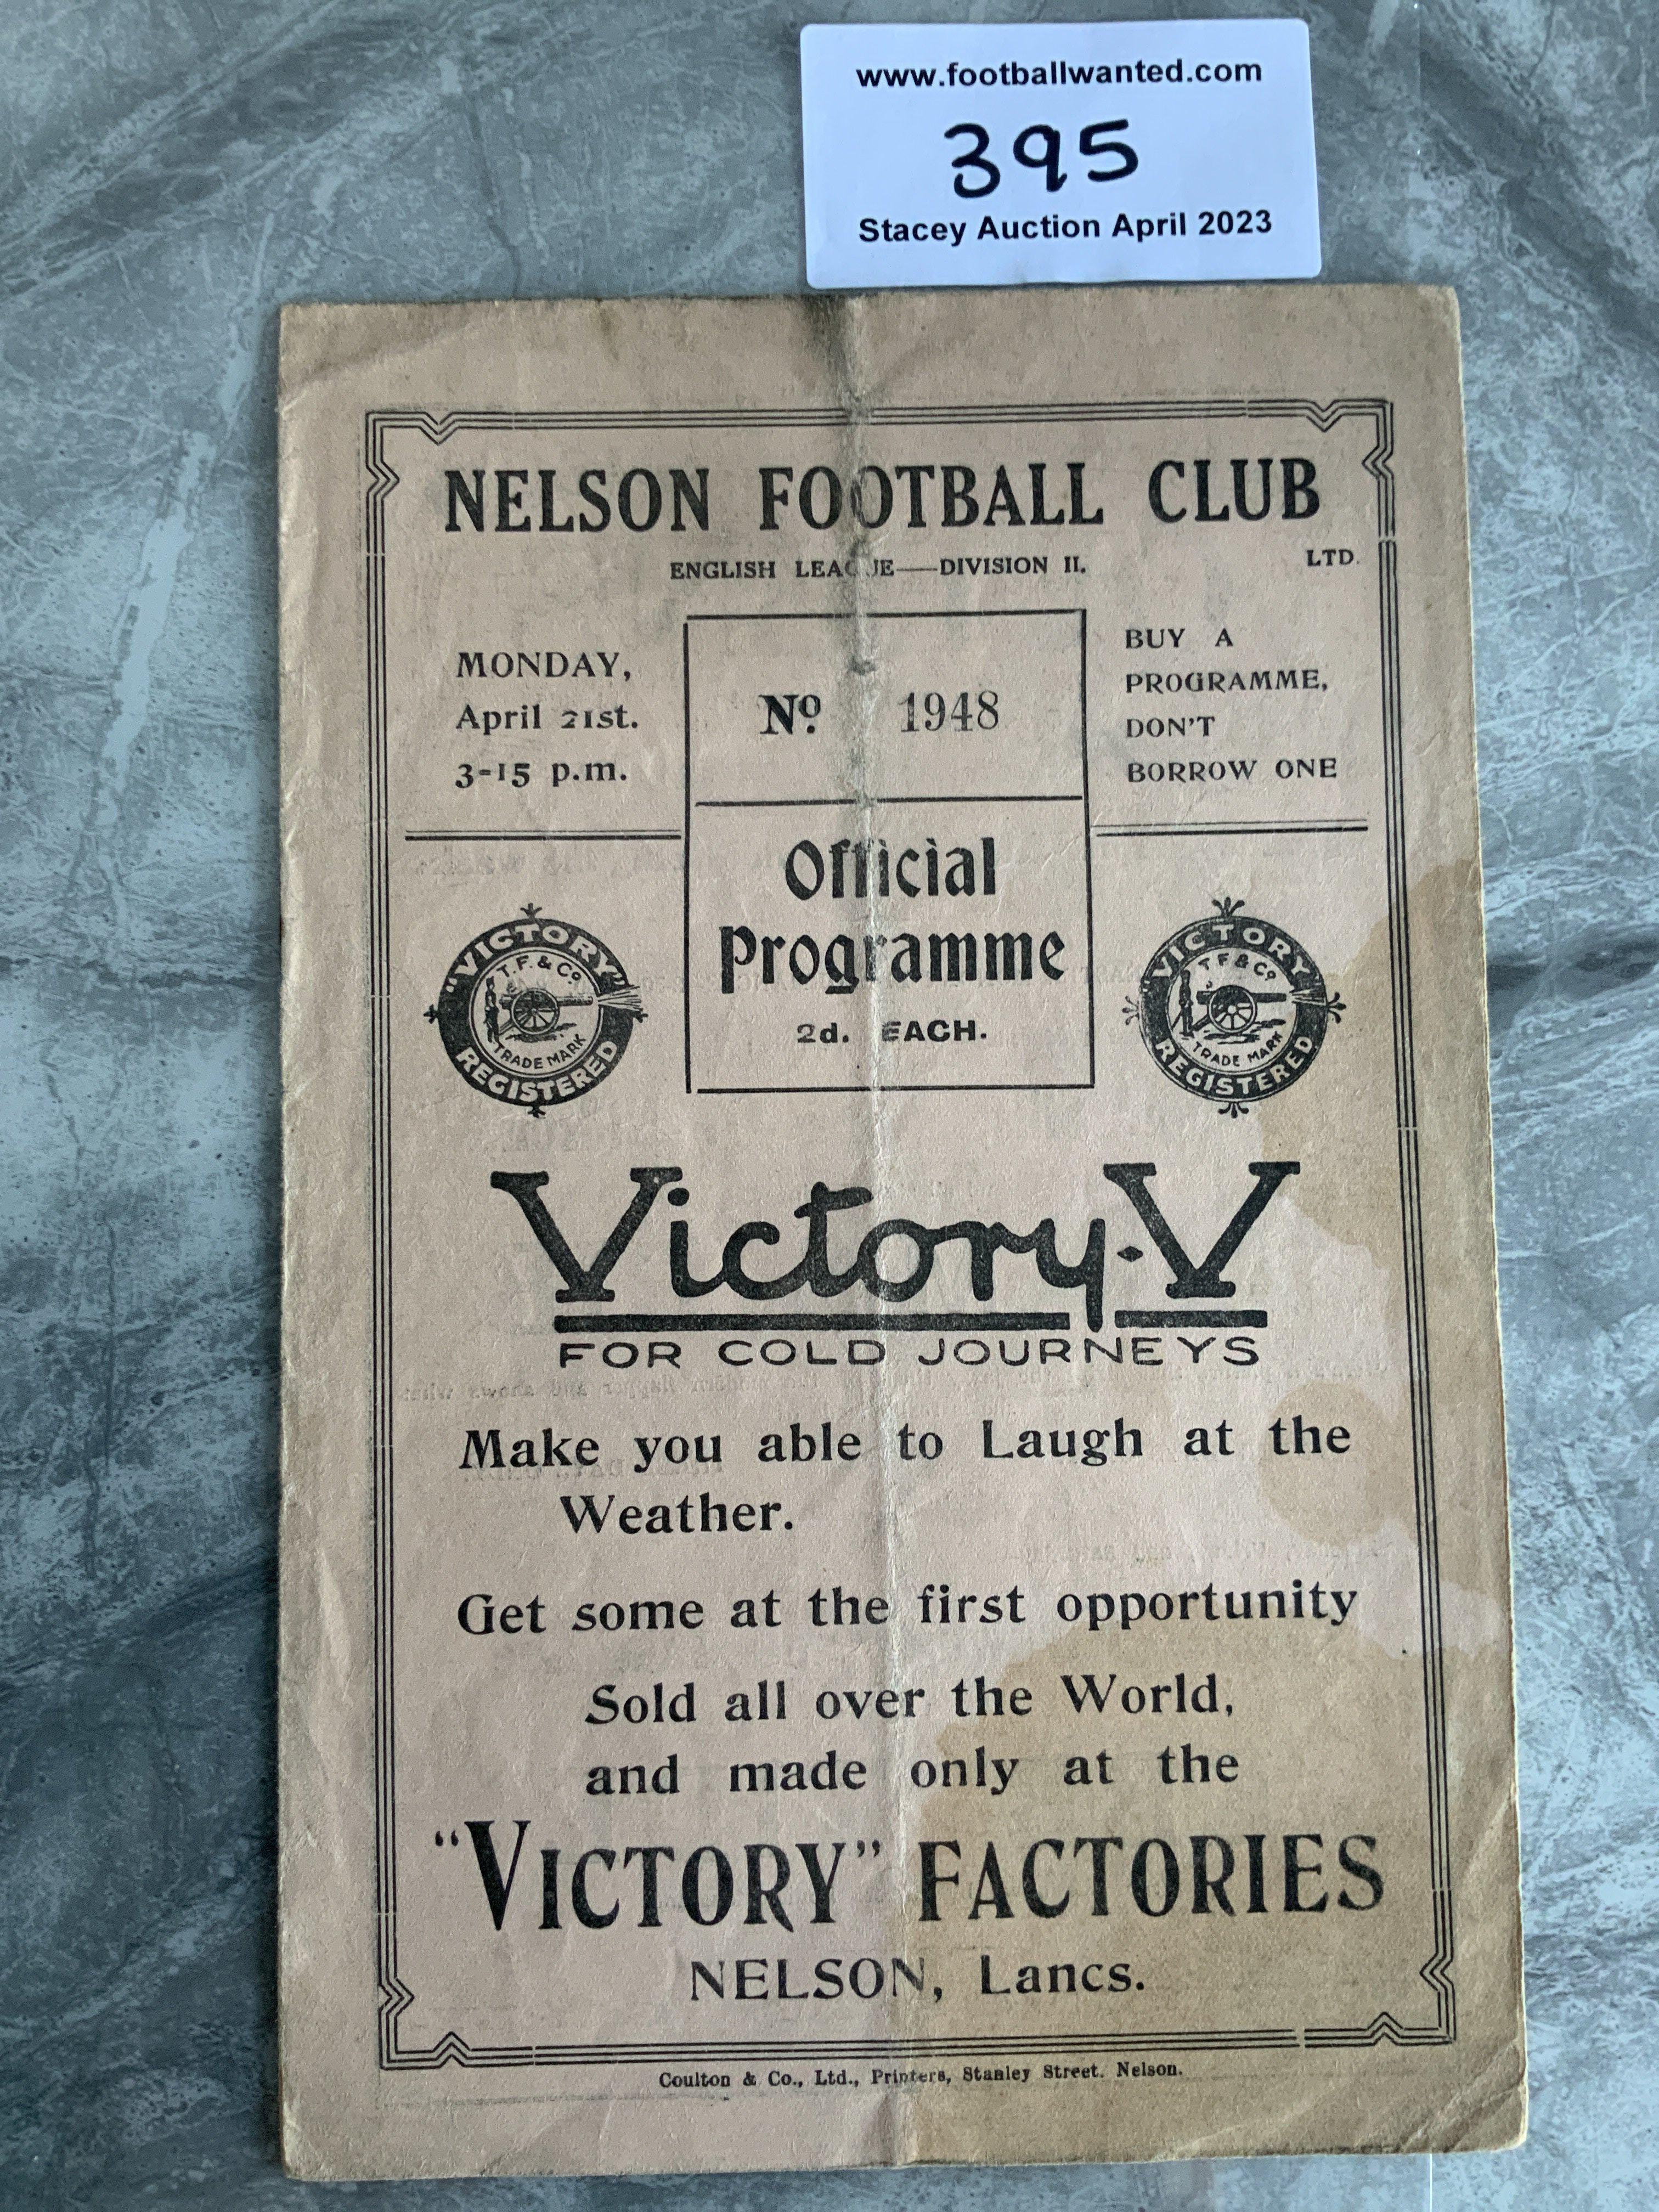 www.footballwanted.com
395
Stacey Auction April 2023
NELSON FOOTBALL CLUB
LTD.
ENGLISH LEAGUE—DIVISION II.
MONDAY,
April 21st.
3-15 p.m.
No. 1948
BUY A
PROGRAMME,
DON'T
BORROW ONE
Official
Programme
2d. EACH.
"VICTORY"
T.F. & Co.
TRADE MARK
REGISTERED
"VICTORY"
T F & Co.
TRADE MARK
REGISTERED
Victory-V
FOR COLD JOURNEYS
Make you able to Laugh at the
Weather.
Get some at the first opportunity
Sold all over the World,
and made only at the
"VICTORY" FACTORIES
NELSON, Lancs.
Coulton & Co., Ltd., Printers, Stanley Street. Nelson.